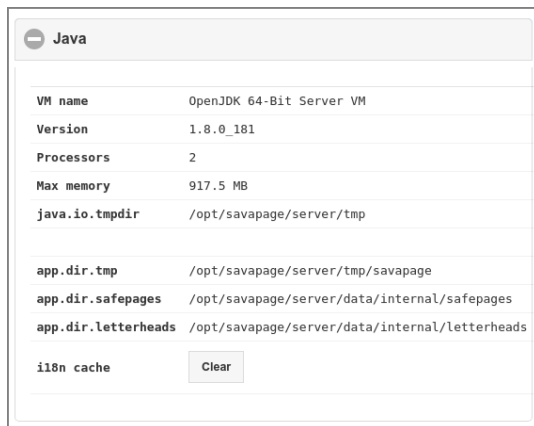 Java
VM name OpenJDK 64-Bit Server VM
Version 1.8.0_181
Processors 2
Max memory 917.5 MB
java.io.tmpdir /opt/savapage/server/tmp
app.dir.tmp /opt/savapage/server/tmp/savapage
app.dir.safepages /opt/savapage/server/data/internal/safepages
app.dir.letterheads /opt/savapage/server/data/internal/letterheads
i18n cache Clear